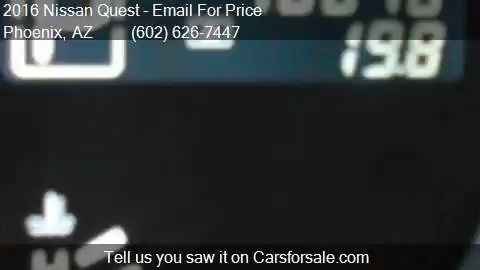 2016 Nissan Quest - Email For Price
Phoenix, AZ (602) 626-7447
19.8
Tell us you saw it on Carsforsale.com